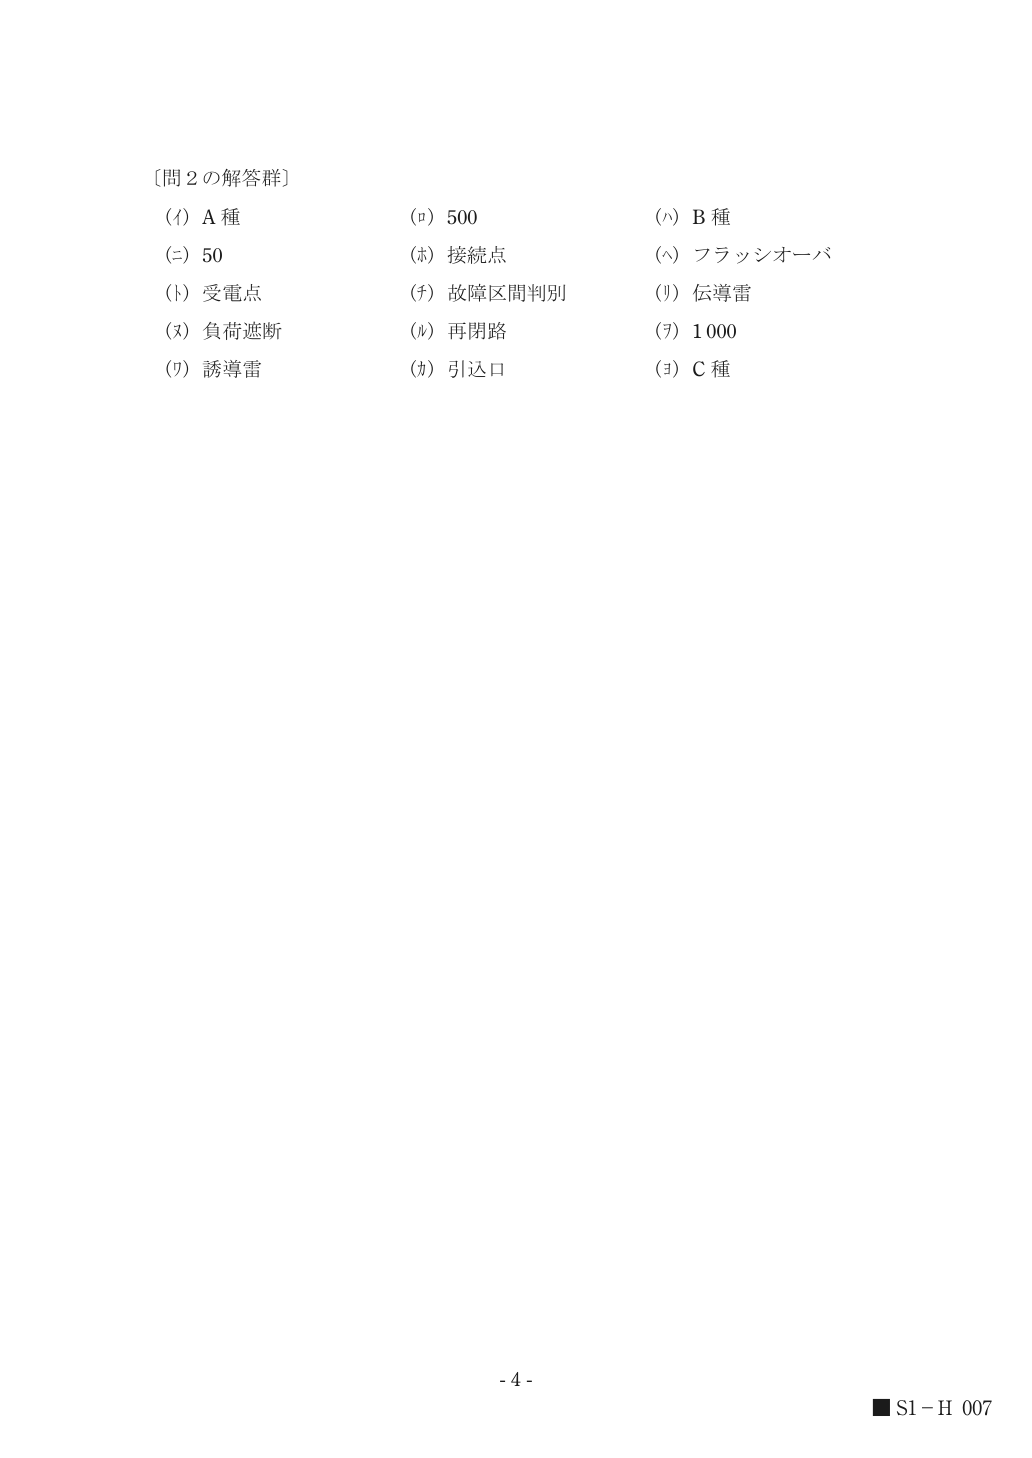 〔問２の解答群〕
(ｲ) A 種 (ﾛ) 500 (ﾊ) B 種
(ﾆ) 50 (ﾎ) 接続点 (ﾍ) フラッシオーバ
(ﾄ) 受電点 (ﾁ) 故障区間判別 (ﾘ) 伝導雷
(ﾇ) 負荷遮断 (ﾙ) 再閉路 (ｦ) 1 000
(ﾜ) 誘導雷 (ｶ) 引込口 (ﾖ) C 種
- 4 -
■ S1－H 007